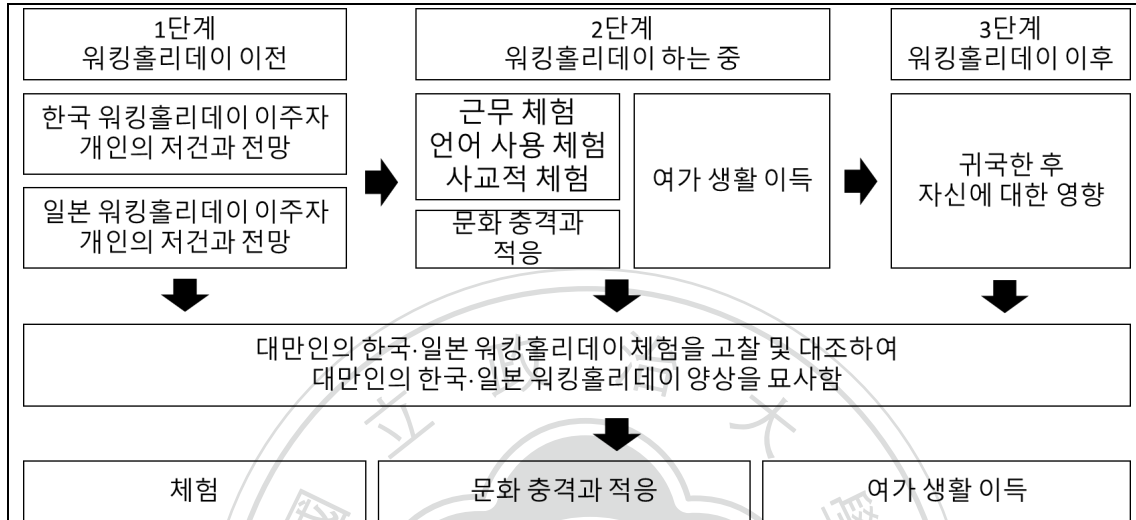 1단계
워킹홀리데이 이전
2단계
워킹홀리데이 하는 중
3단계
워킹홀리데이 이후
한국 워킹홀리데이 이주자
개인의 저건과 전망
일본 워킹홀리데이 이주자
개인의 저건과 전망
근무 체험
언어 사용 체험
사교적 체험
문화 충격과
적응
여가 생활 이득
귀국한 후
자신에 대한 영향
대만인의 한국·일본 워킹홀리데이 체험을 고찰 및 대조하여
대만인의 한국·일본 워킹홀리데이 양상을 묘사함
체험
문화 충격과 적응
여가 생활 이득
立 政 治 大